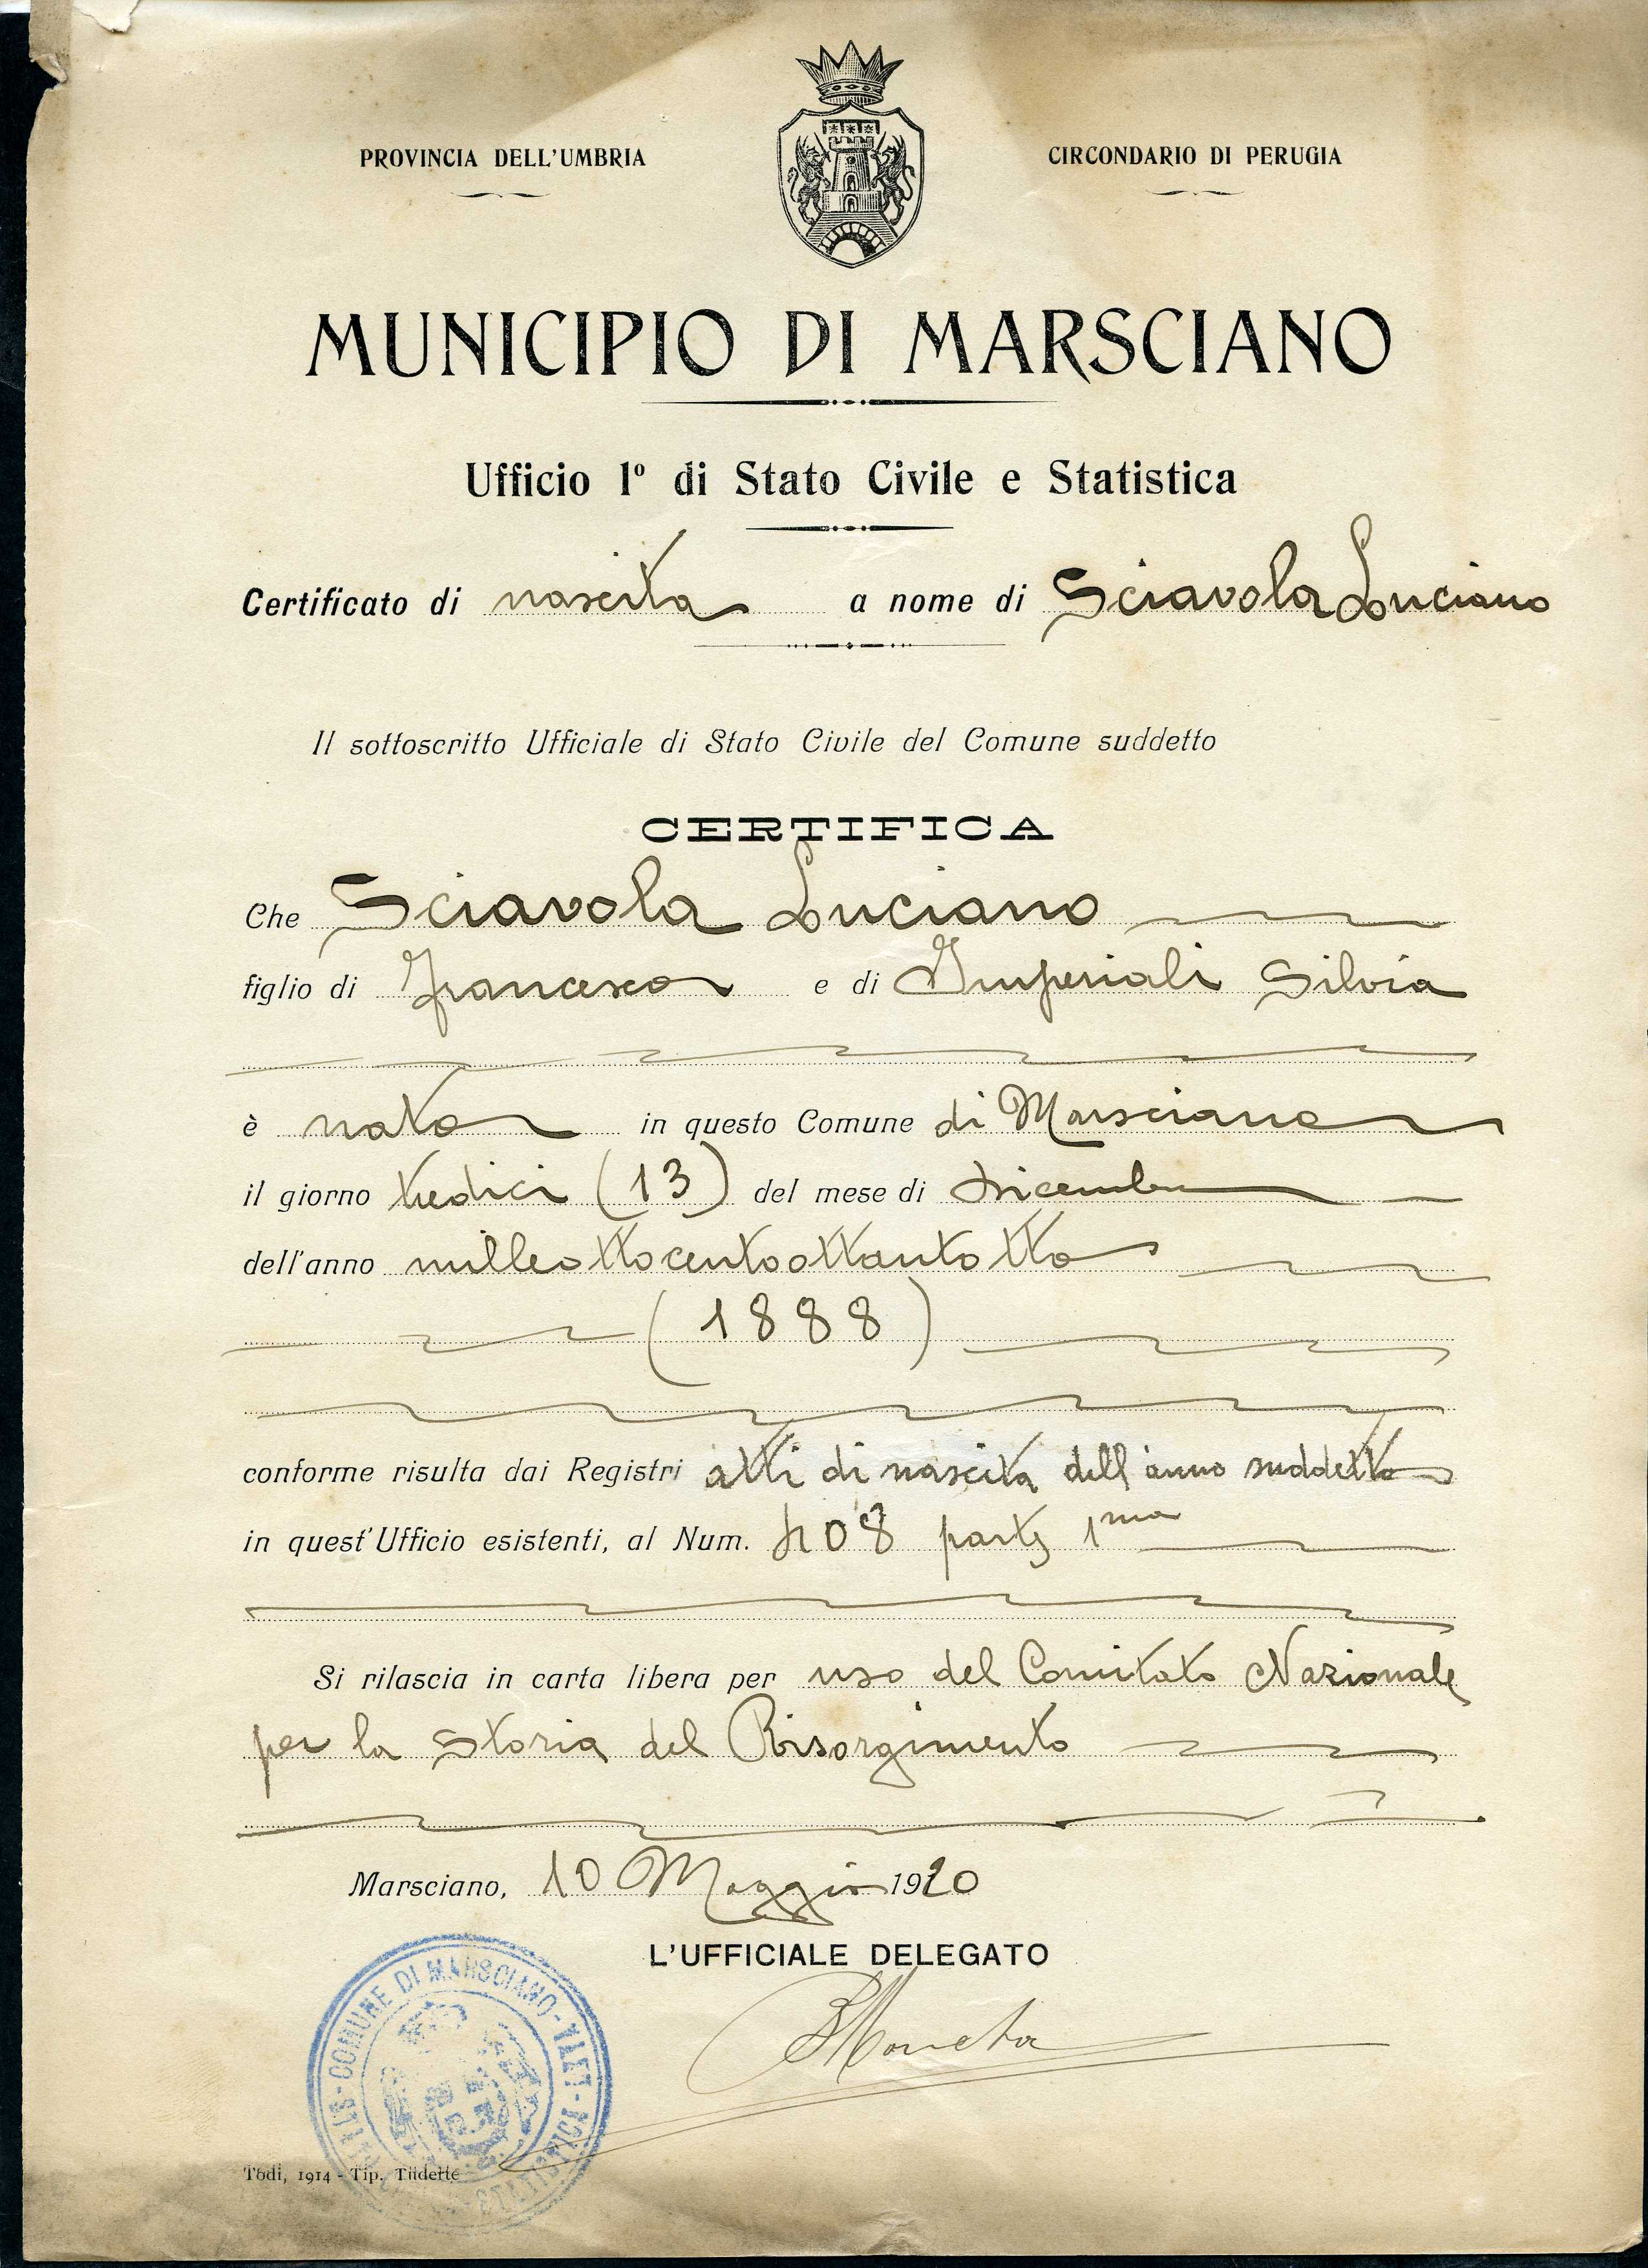 PROVINCIA DELL'UMBRIA
CIRCONDARIO DI PERUGIA
MUNICIPIO DI MARSCIANO
Ufficio 1º di Stato Civile e Statistica
Certificato di nascita a nome di Sciavola Luciano
Il sottoscritto Ufficiale di Stato Civile del Comune suddetto
CERTIFICA
Che Sciavola Luciano
figlio di Francesco e di Imperiali Silvia
è nato in questo Comune di Marsciano
il giorno tredici (13) del mese di Dicembre
dell'anno milleottocentoottantotto
(1888)
conforme risulta dai Registri atti di nascita dell'anno suddetto
in quest'Ufficio esistenti, al Num. 208 parte 1ma
Si rilascia in carta libera per uso del Comitato Nazionale
per la Storia del Risorgimento
Marsciano, 10 Maggio 1920
L'UFFICIALE DELEGATO
COMUNE DI MARSCIANO
Todi, 1914 - Tip. Tuderte